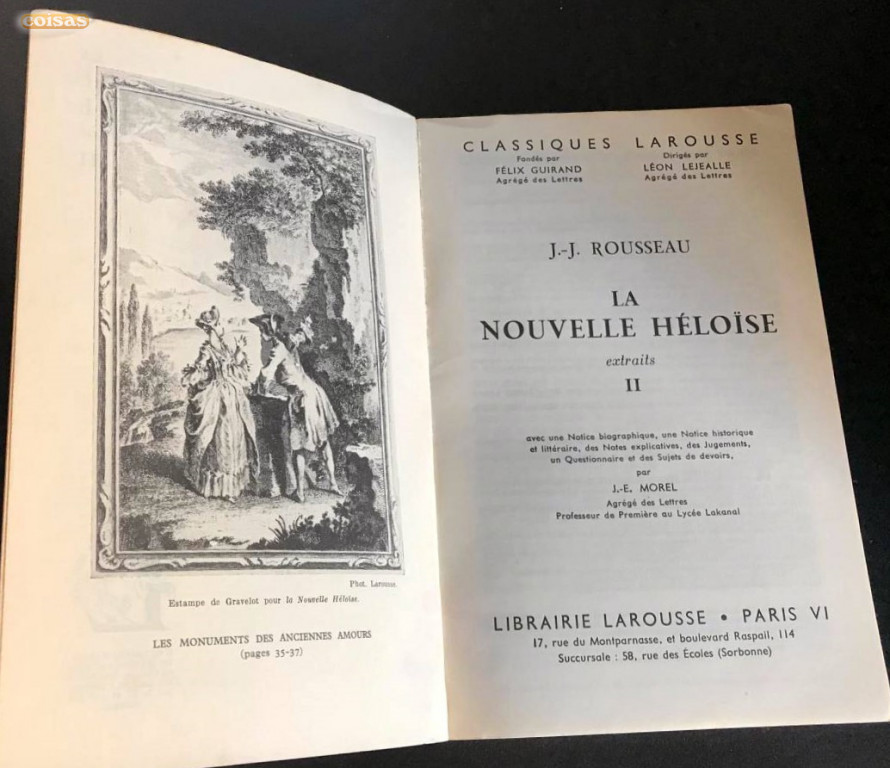 coisas
Phot. Larousse.
Estampe de Gravelot pour la Nouvelle Héloïse.
LES MONUMENTS DES ANCIENNES AMOURS
(pages 35-37)
CLASSIQUES LAROUSSE
Fondés par
FÉLIX GUIRAND
Agrégé des Lettres
Dirigés par
LÉON LEJEALLE
Agrégé des Lettres
J.-J. ROUSSEAU
LA
NOUVELLE HÉLOÏSE
extraits
II
avec une Notice biographique, une Notice historique
et littéraire, des Notes explicatives, des Jugements,
un Questionnaire et des Sujets de devoirs,
par
J.-E. MOREL
Agrégé des Lettres
Professeur de Première au Lycée Lakanal
LIBRAIRIE LAROUSSE • PARIS VI
17, rue du Montparnasse, et boulevard Raspail, 114
Succursale : 58, rue des Écoles (Sorbonne)